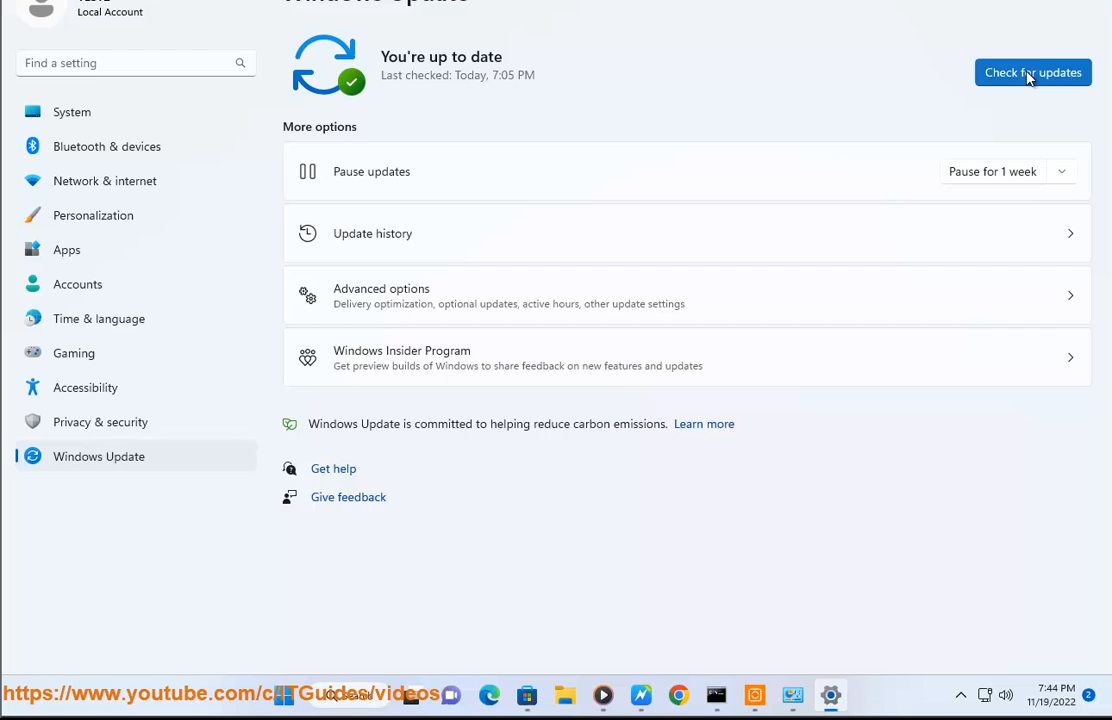 Local Account
Find a setting
System
Bluetooth & devices
Network & internet
Personalization
Apps
Accounts
Time & language
Gaming
Accessibility
Privacy & security
Windows Update
Windows Update
You're up to date
Last checked: Today, 7:05 PM
Check for updates
More options
Pause updates
Pause for 1 week
Update history
Advanced options
Delivery optimization, optional updates, active hours, other update settings
Windows Insider Program
Get preview builds of Windows to share feedback on new features and updates
Windows Update is committed to helping reduce carbon emissions. Learn more
Get help
Give feedback
https://www.youtube.com/c/ITGuides/videos
Search
7:44 PM
11/19/2022
2